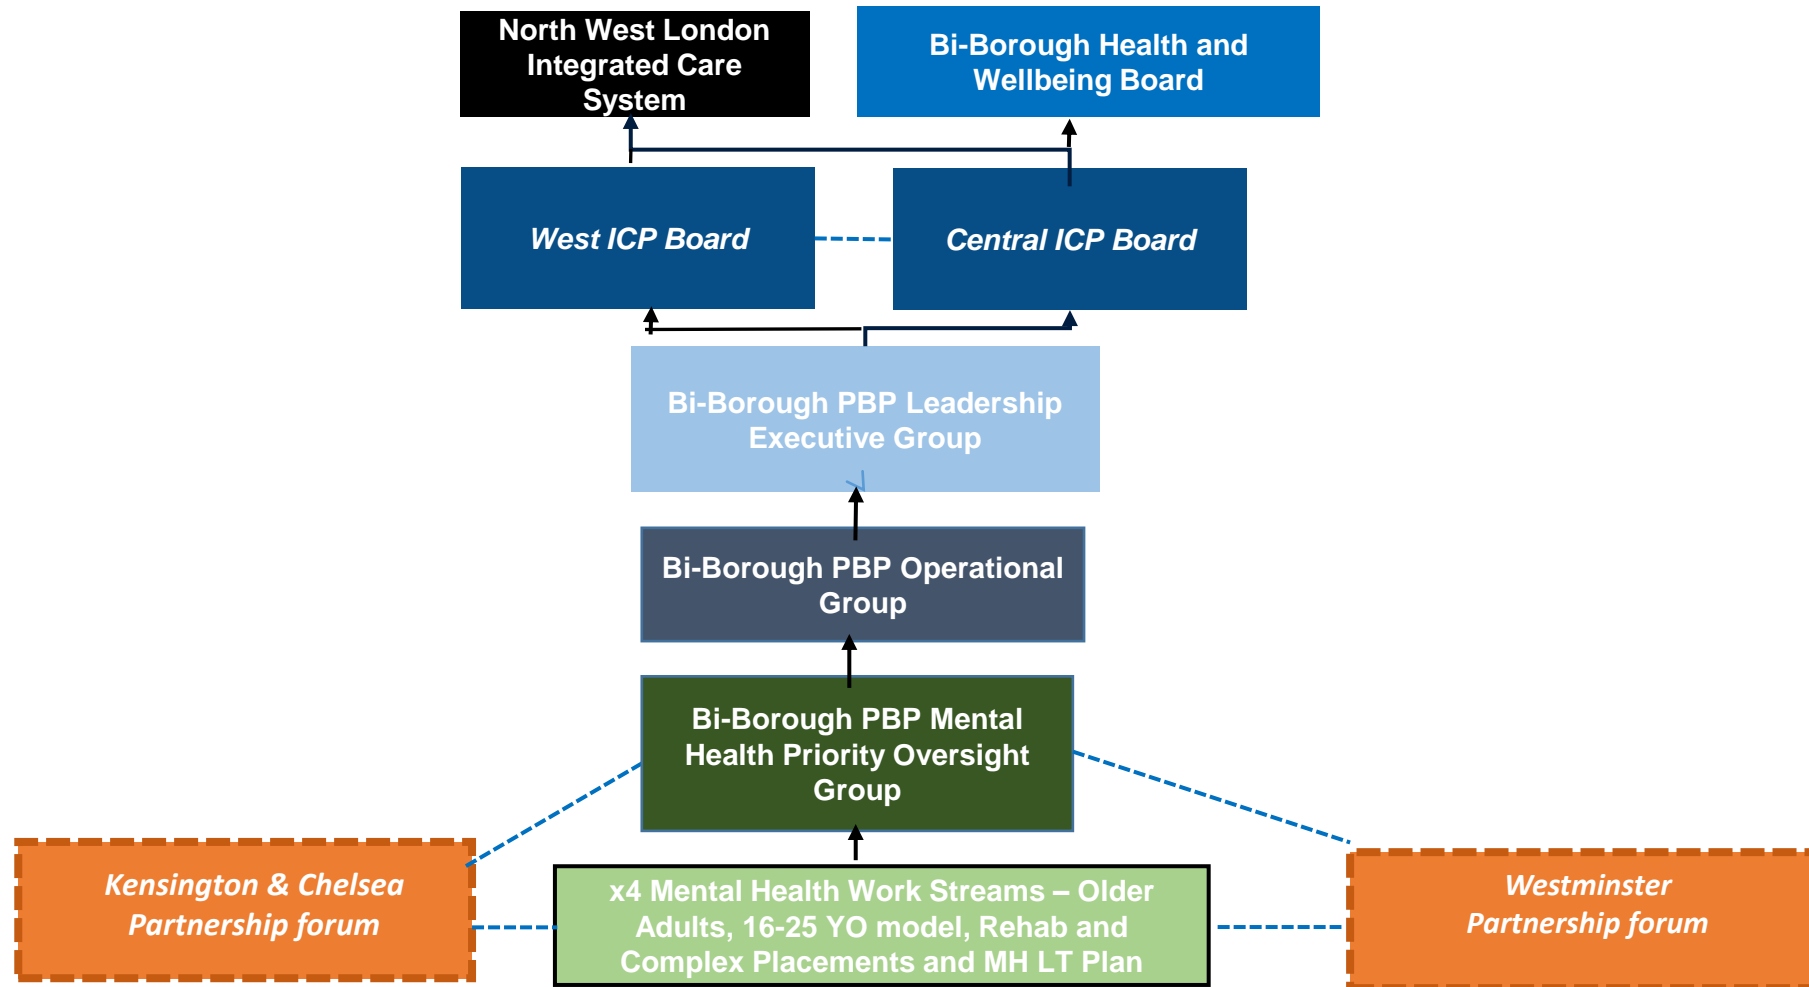 North West London
Integrated Care
System
Bi-Borough Health and
Wellbeing Board
West ICP Board
Central ICP Board
Bi-Borough PBP Leadership
Executive Group
Bi-Borough PBP Operational
Group
Bi-Borough PBP Mental
Health Priority Oversight
Group
Kensington & Chelsea
Partnership forum
x4 Mental Health Work Streams – Older
Adults, 16-25 YO model, Rehab and
Complex Placements and MH LT Plan
Westminster
Partnership forum